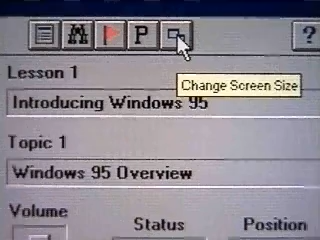 P ?
Lesson 1
Change Screen Size
Introducing Windows 95
Topic 1
Windows 95 Overview
Volume
Status
Position